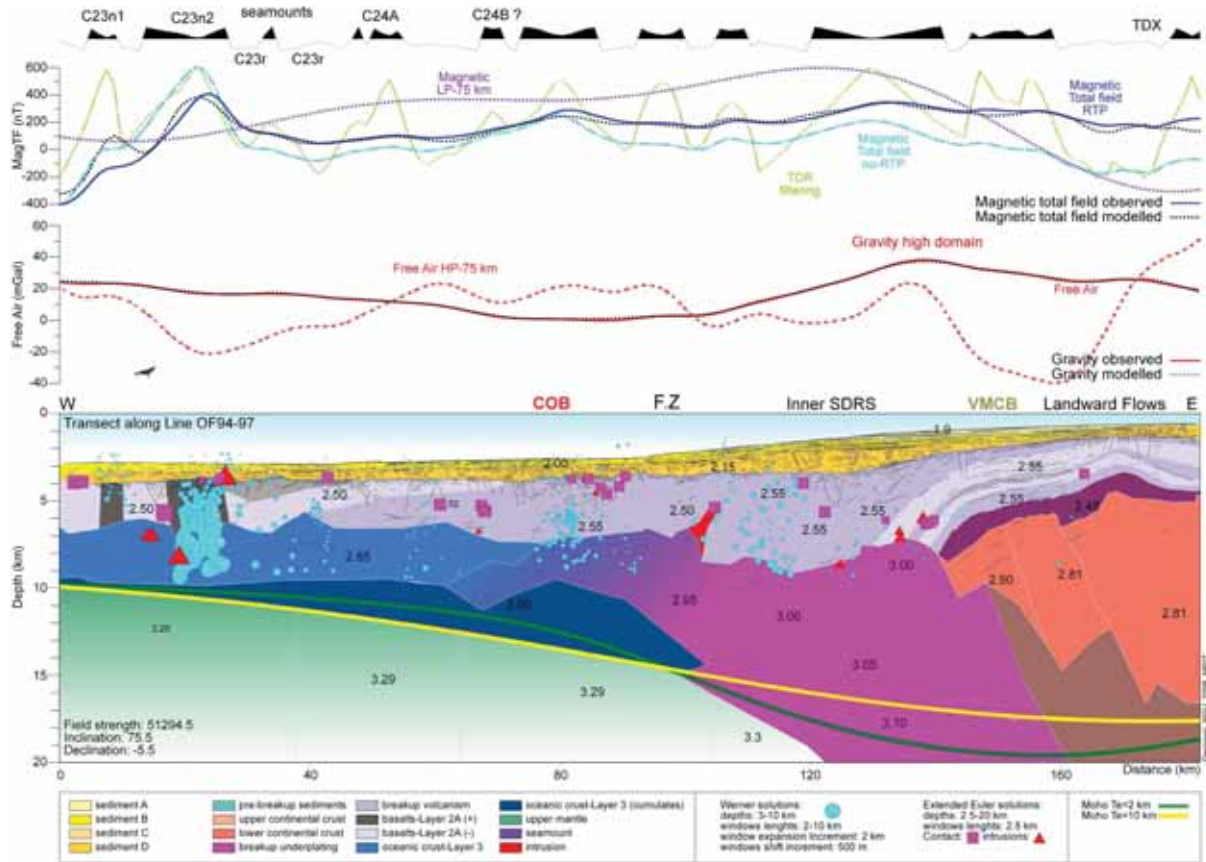 C23n1
C23n2
seamounts
C24A
C24B ?
TDX
C23r
C23r
600
400
200
0
-200
-400
MagTF (nT)
Magnetic
LP-75 km
Magnetic
Total field
RTP
Magnetic
Total field
no-RTP
TDR
filtering
Magnetic total field observed
Magnetic total field modelled
60
40
20
0
-20
-40
Free Air (mGal)
Free Air HP-75 km
Gravity high domain
Free Air
Gravity observed
Gravity modelled
W
COB
F.Z
Inner SDRS
VMCB
Landward Flows
E
Transect along Line OF94-97
0
5
10
15
20
Depth (km)
1.9
2.00
2.15
2.50
2.50
2.55
2.50
2.55
2.55
2.55
2.55
2.55
2.65
2.95
3.00
3.00
2.90
2.81
2.81
3.05
3.29
3.29
3.3
Field strength: 51294.5
Inclination: 75.5
Declination: -5.5
0
40
80
120
160
Distance (km)
sediment A
sediment B
sediment C
sediment D
pre-breakup sediments
upper continental crust
lower continental crust
breakup underplating
breakup volcanism
basalts-Layer 2A (+)
basalts-Layer 2A (-)
oceanic crust-Layer 3
oceanic crust-Layer 3 (cumulates)
upper mantle
seamount
intrusion
Werner solutions:
depths: 3-10 km
windows lenghts: 2-10 km
window expansion increment: 2 km
windows shift increment: 500 m
Extended Euler solutions:
depths: 2.5-20 km
windows lenghts: 2.5 km
Contact: intrusions:
Moho Te=2 km
Moho Te=10 km